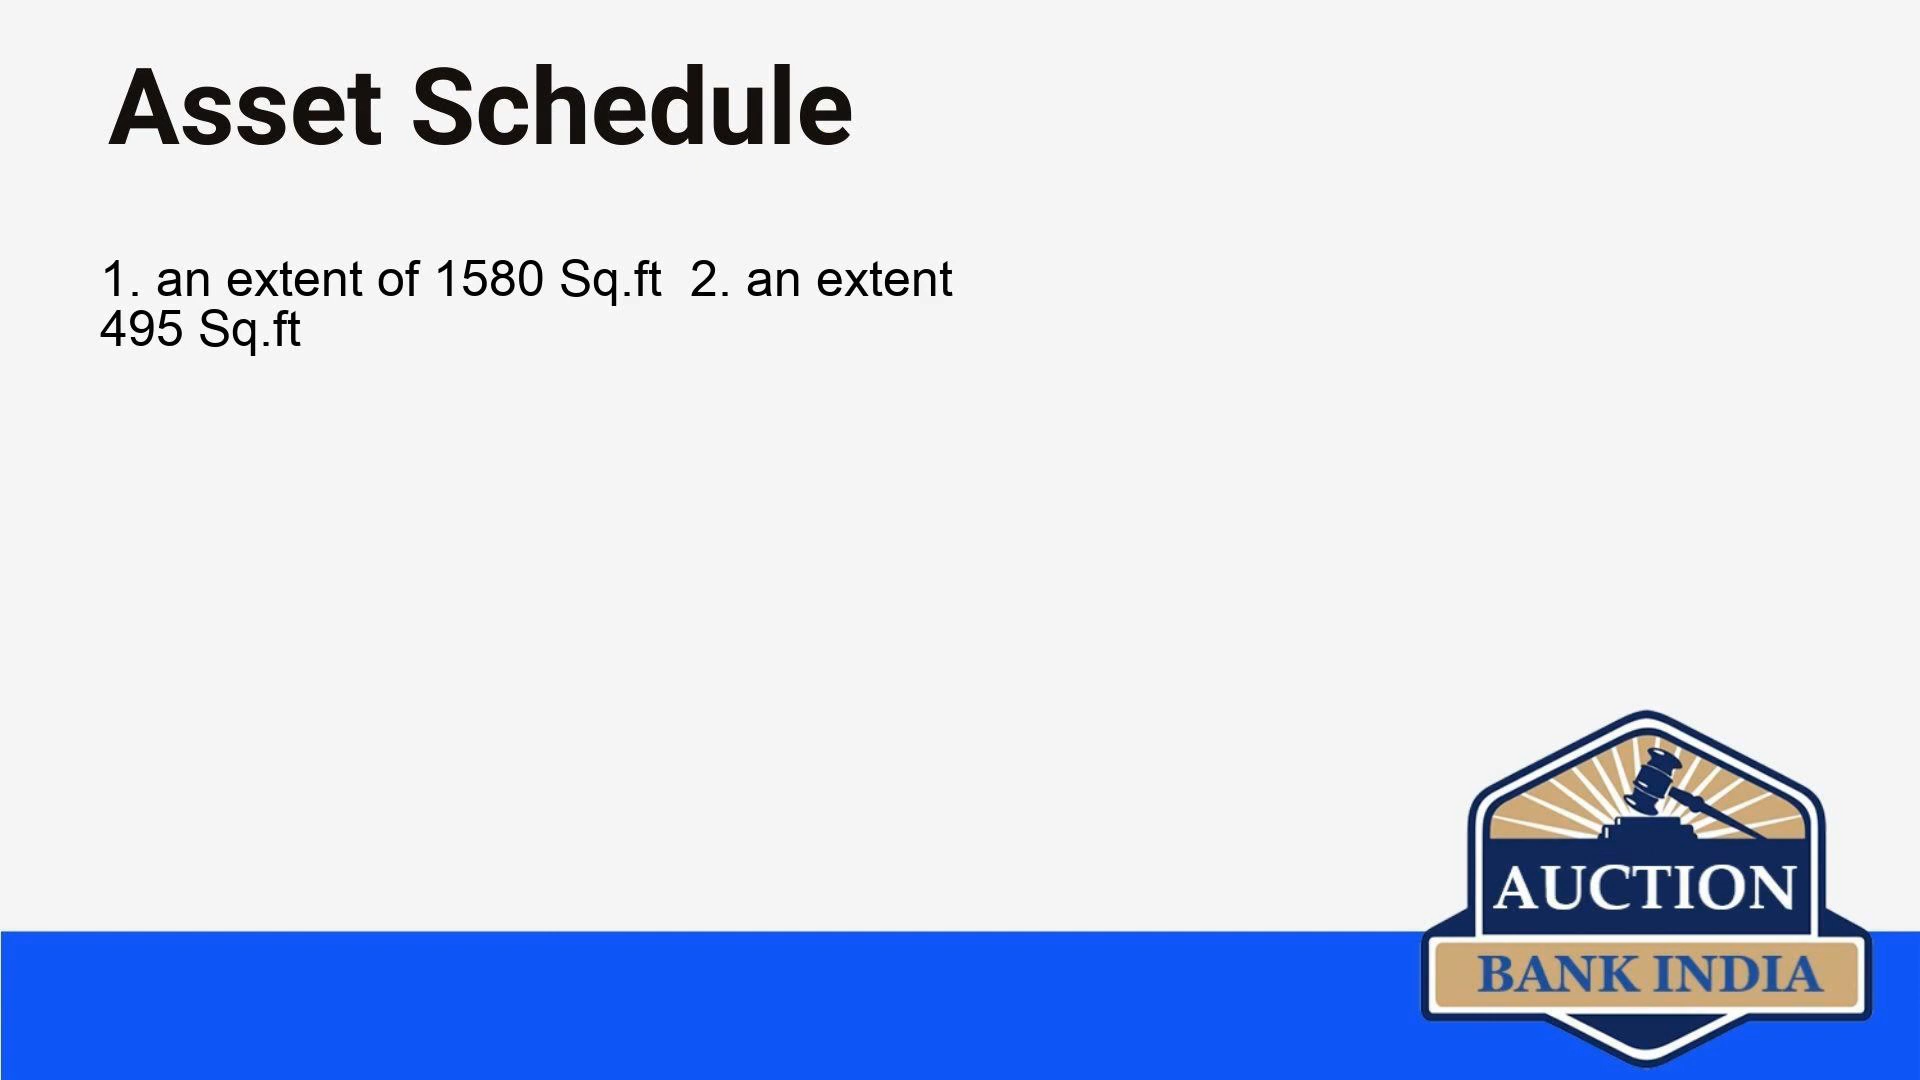 Asset Schedule
1. an extent of 1580 Sq.ft  2. an extent
495 Sq.ft
AUCTION
BANK INDIA